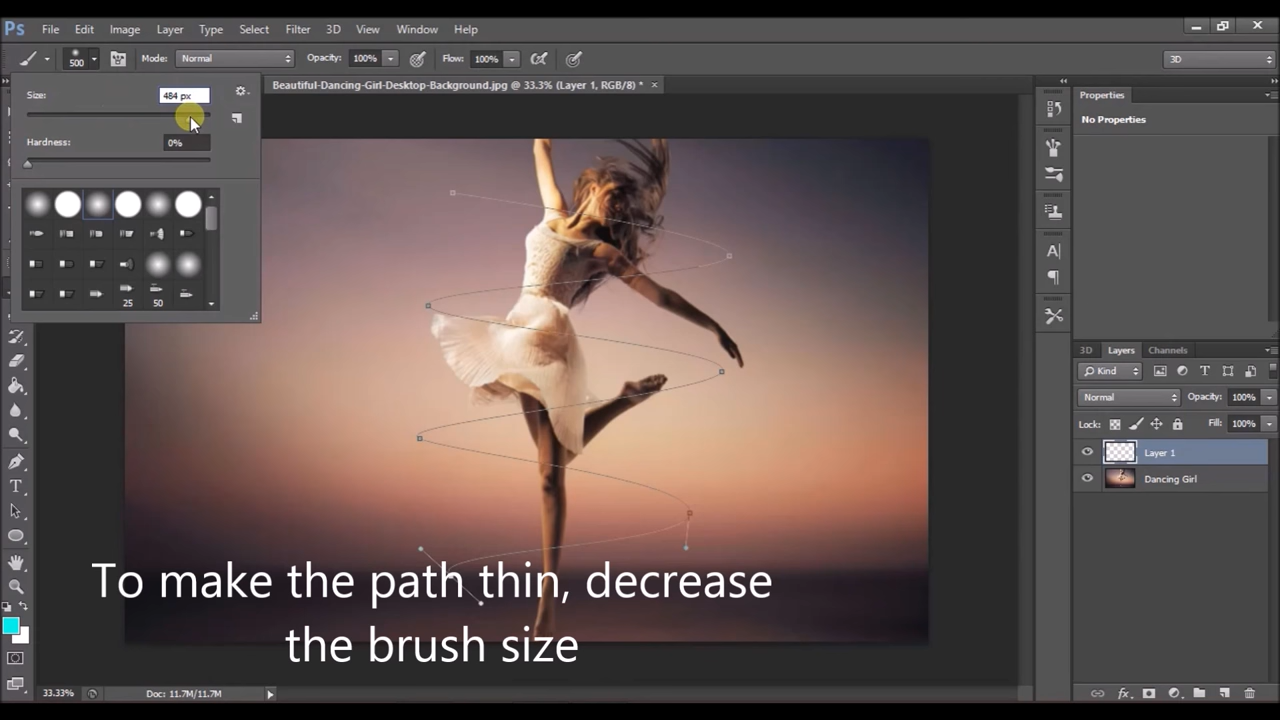 Ps File Edit Image Layer Type Select Filter 3D View Window Help
500 Mode: Normal Opacity: 100% Flow: 100% 3D
Beautiful-Dancing-Girl-Desktop-Background.jpg @ 33.3% (Layer 1, RGB/8) * ×
Size: 484 px
Hardness: 0%
25 50
Properties
No Properties
3D Layers Channels
Kind
Normal Opacity: 100%
Lock: Fill: 100%
Layer 1
Dancing Girl
To make the path thin, decrease
the brush size
33.33% Doc: 11.7M/11.7M